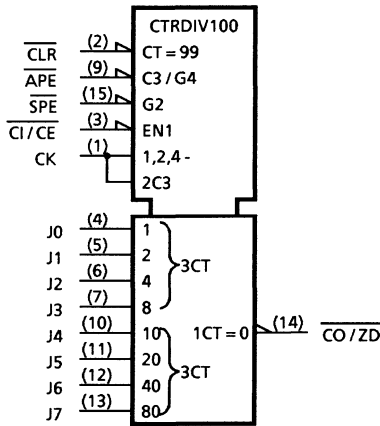 CTRDIV100
CLR (2) CT = 99
APE (9) C3 / G4
SPE (15) G2
CI / CE (3) EN1
CK (1) 1,2,4 -
2C3
J0 (4) 1
J1 (5) 2
J2 (6) 4
3CT
J3 (7) 8
J4 (10) 10 1CT = 0 (14) CO / ZD
J5 (11) 20
J6 (12) 40
3CT
J7 (13) 80